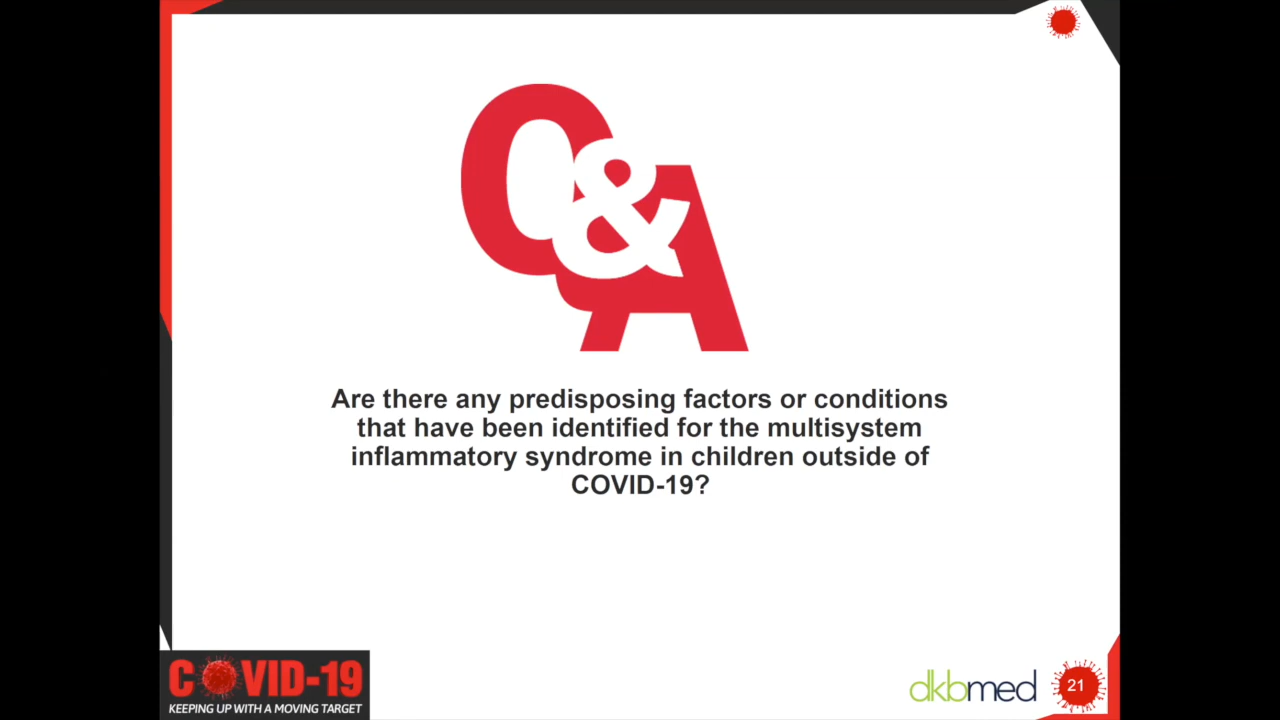 Q&A
Are there any predisposing factors or conditions
that have been identified for the multisystem
inflammatory syndrome in children outside of
COVID-19?
COVID-19
KEEPING UP WITH A MOVING TARGET
dkbmed
21